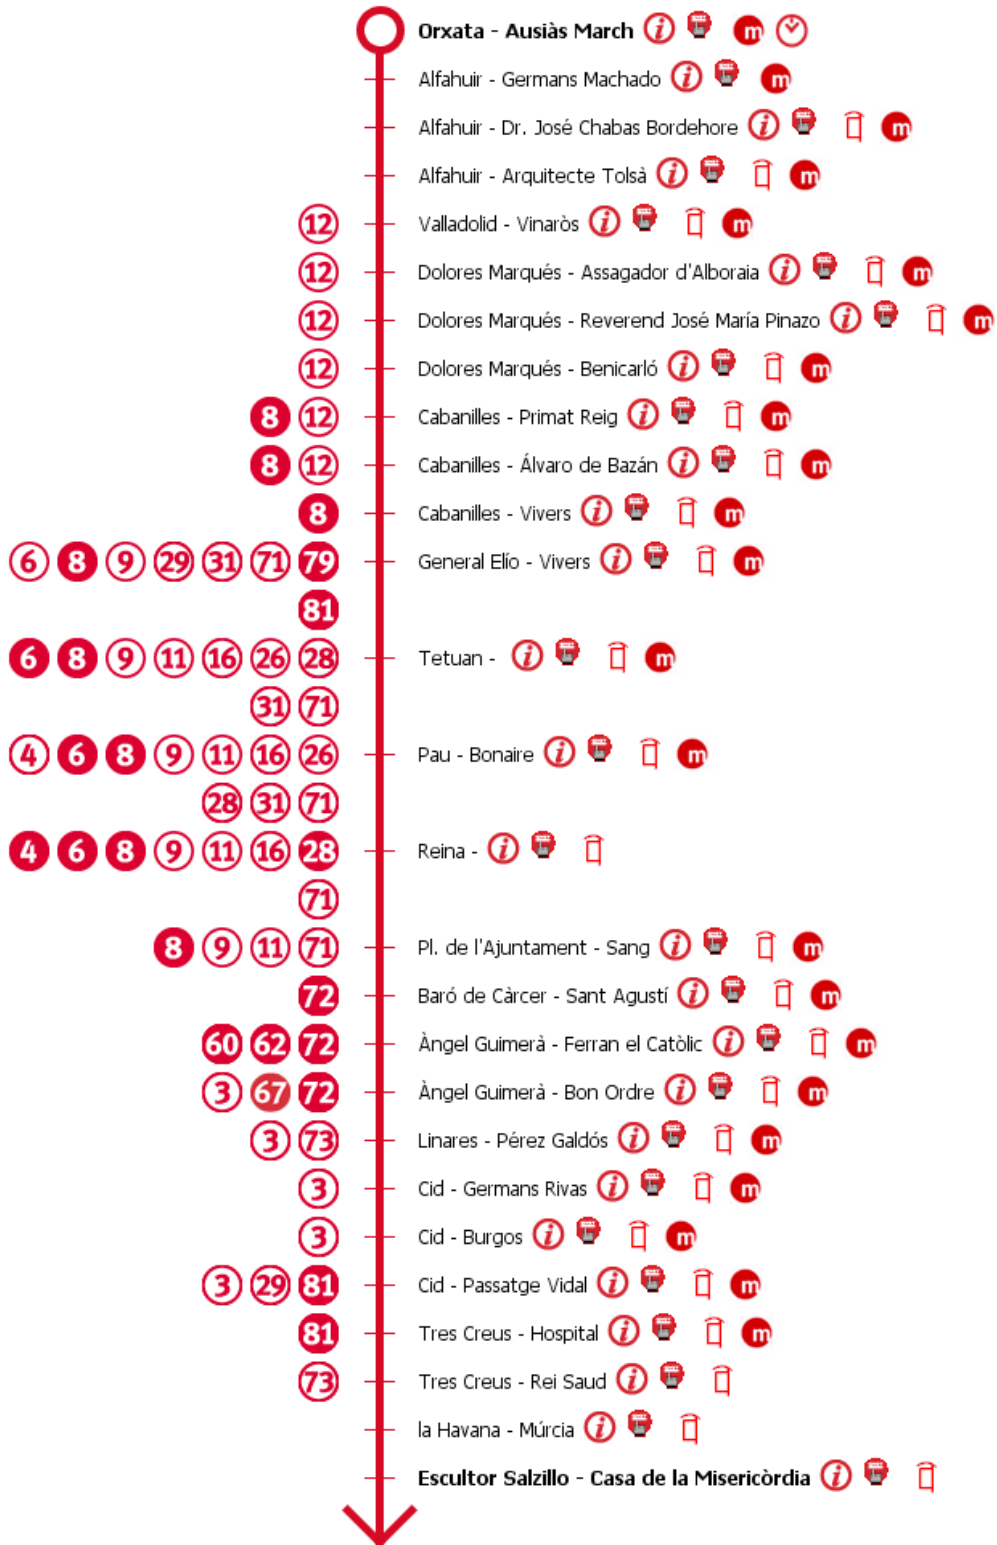 Orxata - Ausiàs March i m
Alfahuir - Germans Machado i m
Alfahuir - Dr. José Chabas Bordehore i m
Alfahuir - Arquitecte Tolsà i m
12 Valladolid - Vinaròs i m
12 Dolores Marqués - Assagador d'Alboraia i m
12 Dolores Marqués - Reverend José María Pinazo i m
12 Dolores Marqués - Benicarló i m
8 12 Cabanilles - Primat Reig i m
8 12 Cabanilles - Álvaro de Bazán i m
8 Cabanilles - Vivers i m
6 8 9 29 31 71 79 General Elío - Vivers i m
81
6 8 9 11 16 26 28 Tetuan - i m
31 71
4 6 8 9 11 16 26 Pau - Bonaire i m
28 31 71
4 6 8 9 11 16 28 Reina - i
71
8 9 11 71 Pl. de l'Ajuntament - Sang i m
72 Baró de Càrcer - Sant Agustí i m
60 62 72 Àngel Guimerà - Ferran el Catòlic i m
3 67 72 Àngel Guimerà - Bon Ordre i m
3 73 Linares - Pérez Galdós i m
3 Cid - Germans Rivas i m
3 Cid - Burgos i m
3 29 81 Cid - Passatge Vidal i m
81 Tres Creus - Hospital i m
73 Tres Creus - Rei Saud i
la Havana - Múrcia i
Escultor Salzillo - Casa de la Misericòrdia i